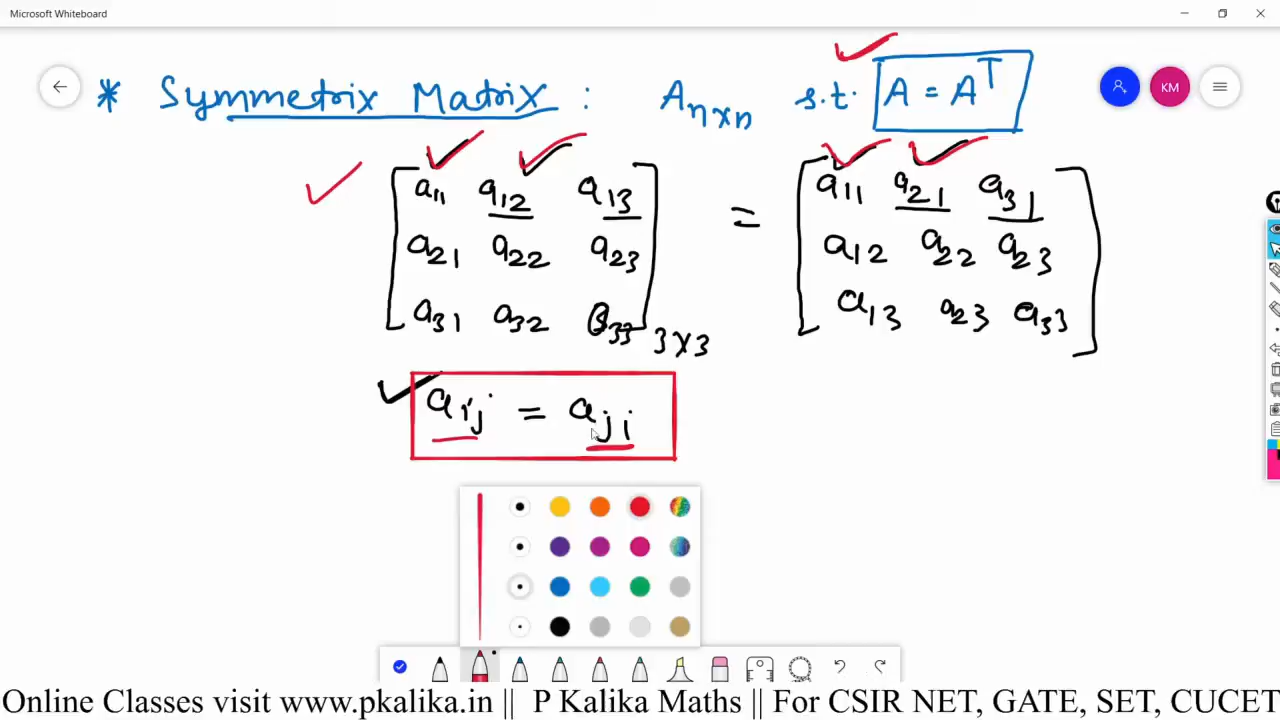 Microsoft Whiteboard
* Symmetrix Matrix : A n×n s.t. A = A^T
KM
a11 a12 a13 = a11 a21 a31
a21 a22 a23 a12 a22 a23
a31 a32 a33 3×3 a13 a23 a33
aij = aji
Online Classes visit www.pkalika.in || P Kalika Maths || For CSIR NET, GATE, SET, CUCET